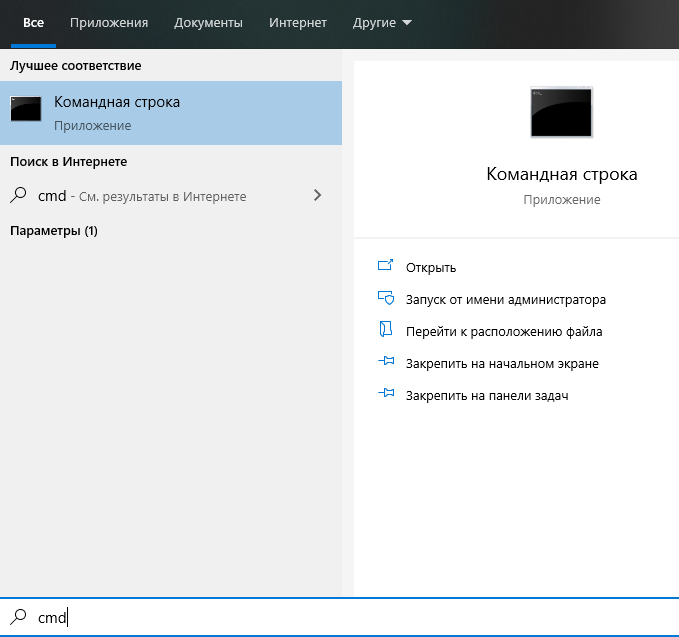 Все Приложения Документы Интернет Другие
Лучшее соответствие
Командная строка
Приложение
Поиск в Интернете
cmd - См. результаты в Интернете
Параметры (1)
Командная строка
Приложение
Открыть
Запуск от имени администратора
Перейти к расположению файла
Закрепить на начальном экране
Закрепить на панели задач
cmd